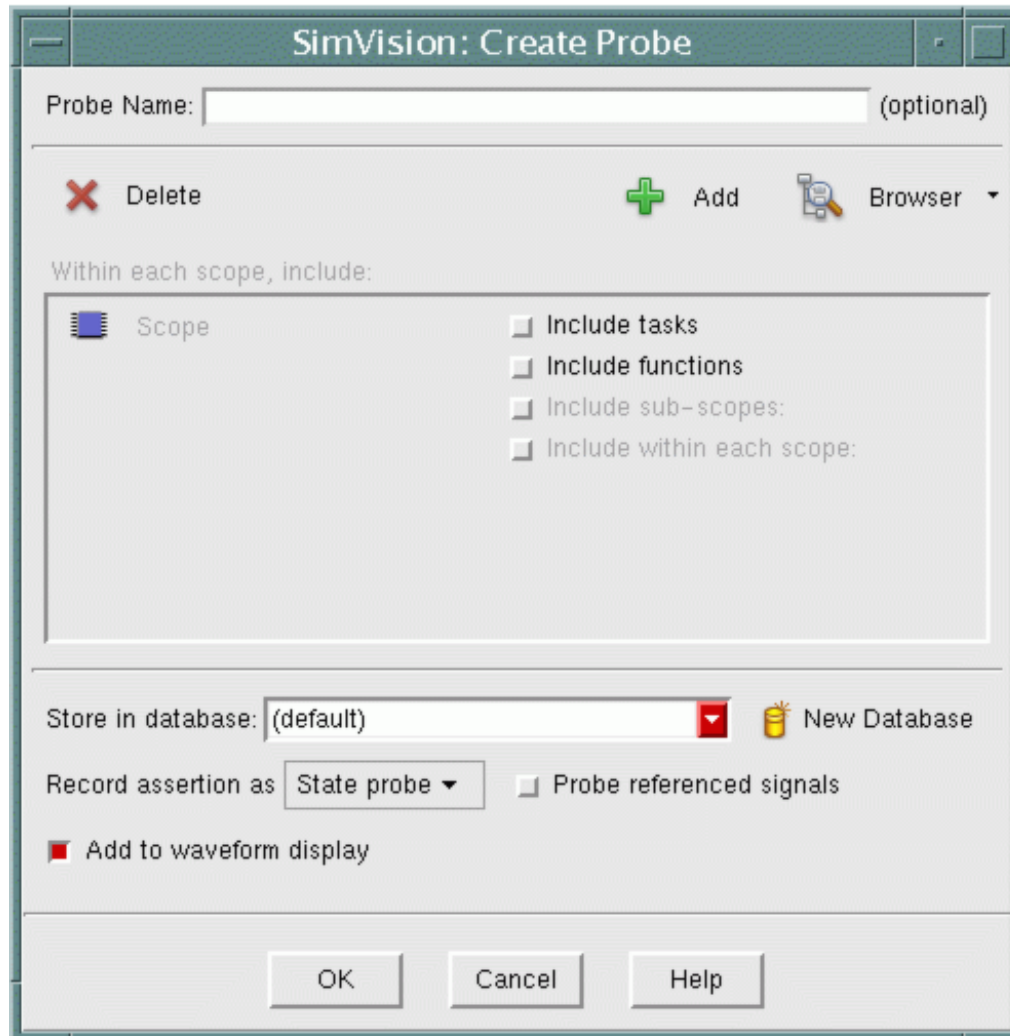 SimVision: Create Probe
Probe Name: (optional)
Delete Add Browser
Within each scope, include:
Scope Include tasks
Include functions
Include sub-scopes:
Include within each scope:
Store in database: (default) New Database
Record assertion as State probe Probe referenced signals
Add to waveform display
OK Cancel Help